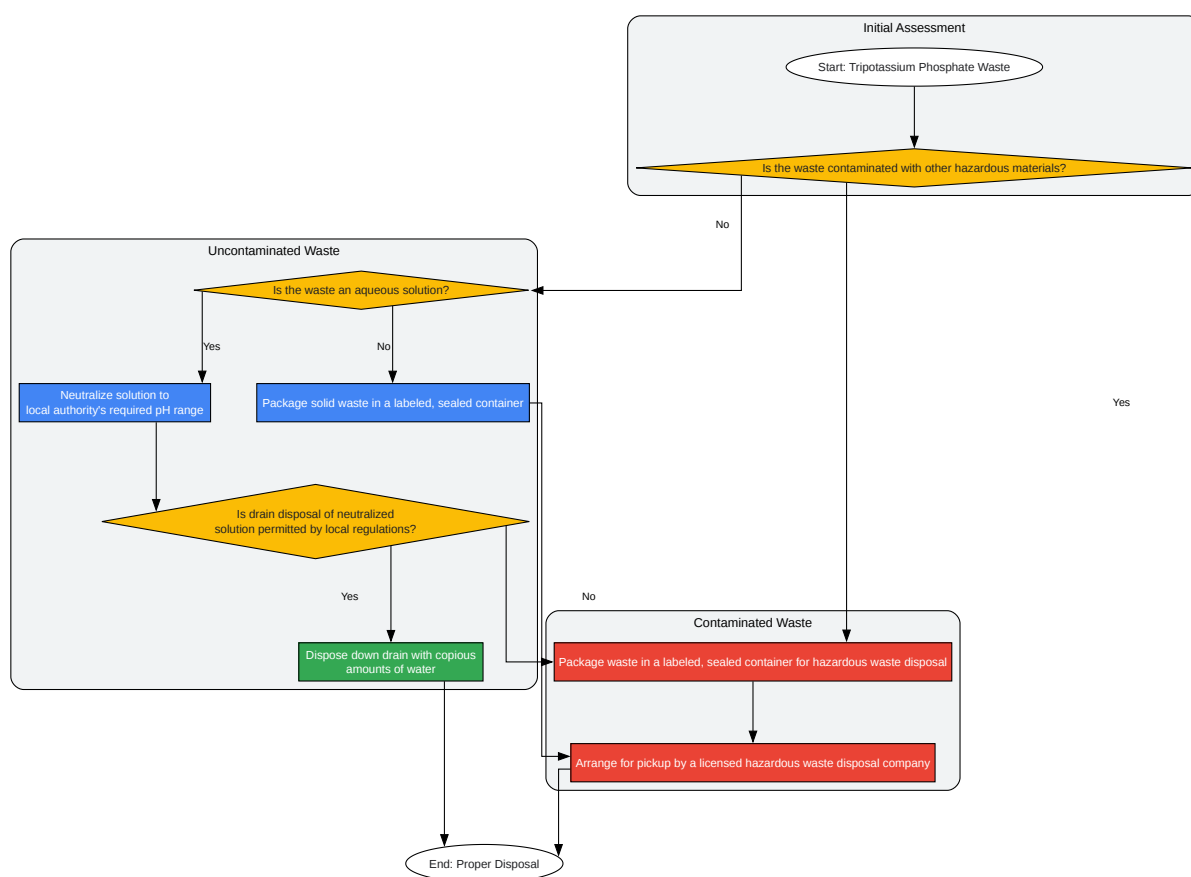 Initial Assessment
Start: Tripotassium Phosphate Waste
Is the waste contaminated with other hazardous materials?
No
Uncontaminated Waste
Is the waste an aqueous solution?
Yes
No
Neutralize solution to
local authority's required pH range
Package solid waste in a labeled, sealed container
Yes
Is drain disposal of neutralized
solution permitted by local regulations?
Yes
No
Contaminated Waste
Dispose down drain with copious
amounts of water
Package waste in a labeled, sealed container for hazardous waste disposal
Arrange for pickup by a licensed hazardous waste disposal company
End: Proper Disposal